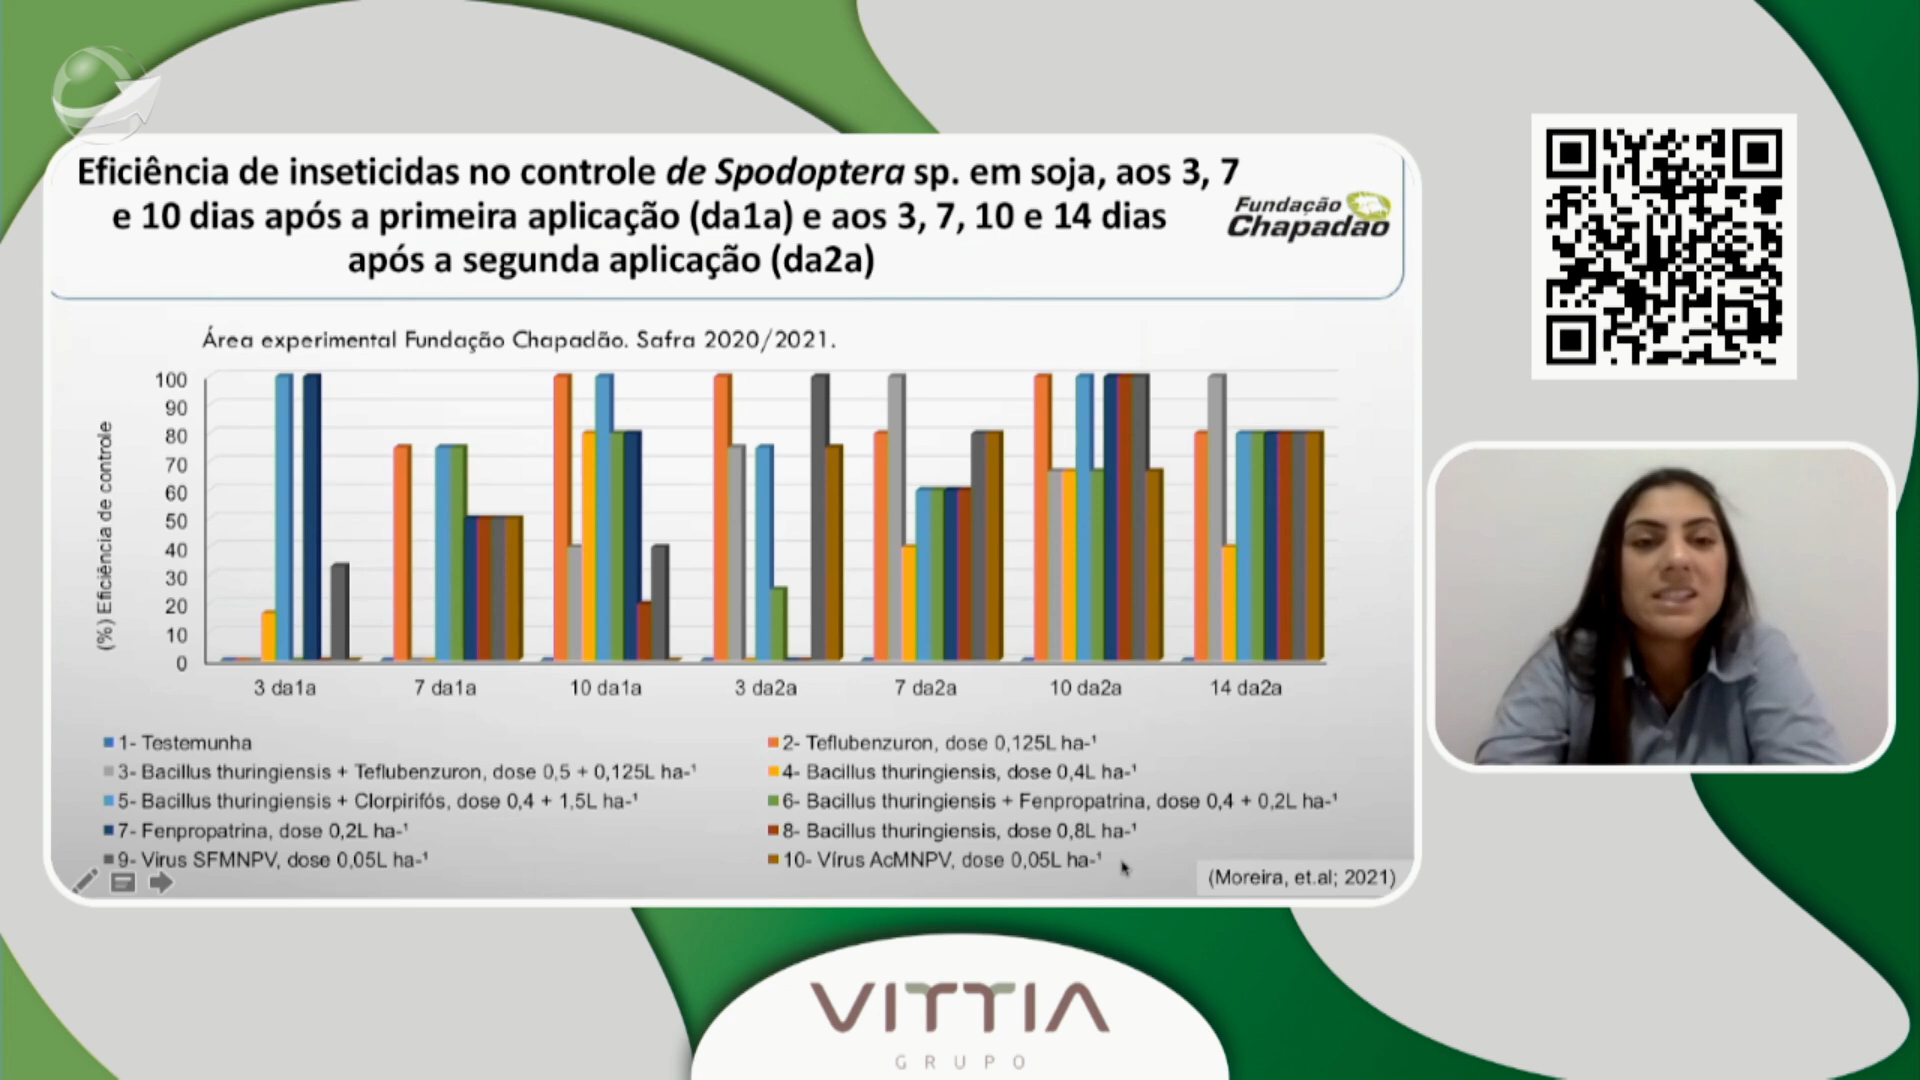 Eficiência de inseticidas no controle de Spodoptera sp. em soja, aos 3, 7
e 10 dias após a primeira aplicação (da1a) e aos 3, 7, 10 e 14 dias
após a segunda aplicação (da2a)
Fundação
Chapadão
Área experimental Fundação Chapadão. Safra 2020/2021.
(%) Eficiência de controle
100
90
80
70
60
50
40
30
20
10
0
3 da1a 7 da1a 10 da1a 3 da2a 7 da2a 10 da2a 14 da2a
1- Testemunha
2- Teflubenzuron, dose 0,125L ha-¹
3- Bacillus thuringiensis + Teflubenzuron, dose 0,5 + 0,125L ha-¹
4- Bacillus thuringiensis, dose 0,4L ha-¹
5- Bacillus thuringiensis + Clorpirifós, dose 0,4 + 1,5L ha-¹
6- Bacillus thuringiensis + Fenpropatrina, dose 0,4 + 0,2L ha-¹
7- Fenpropatrina, dose 0,2L ha-¹
8- Bacillus thuringiensis, dose 0,8L ha-¹
9- Virus SFMNPV, dose 0,05L ha-¹
10- Vírus AcMNPV, dose 0,05L ha-¹
(Moreira, et.al; 2021)
VITTIA
GRUPO